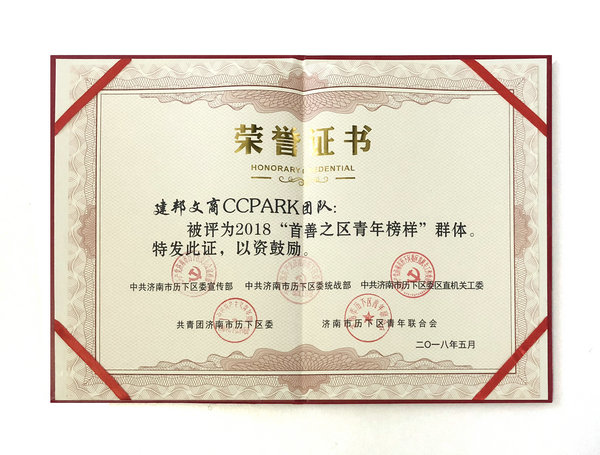 荣誉证书
HONORARY CREDENTIAL
建邦文商CCPARK团队：
被评为2018“首善之区青年榜样”群体。
特发此证，以资鼓励。
中共济南市历下区委宣传部 中共济南市历下区委统战部 中共济南市历下区委区直机关工委
共青团济南市历下区委 济南市历下区青年联合会
二〇一八年五月